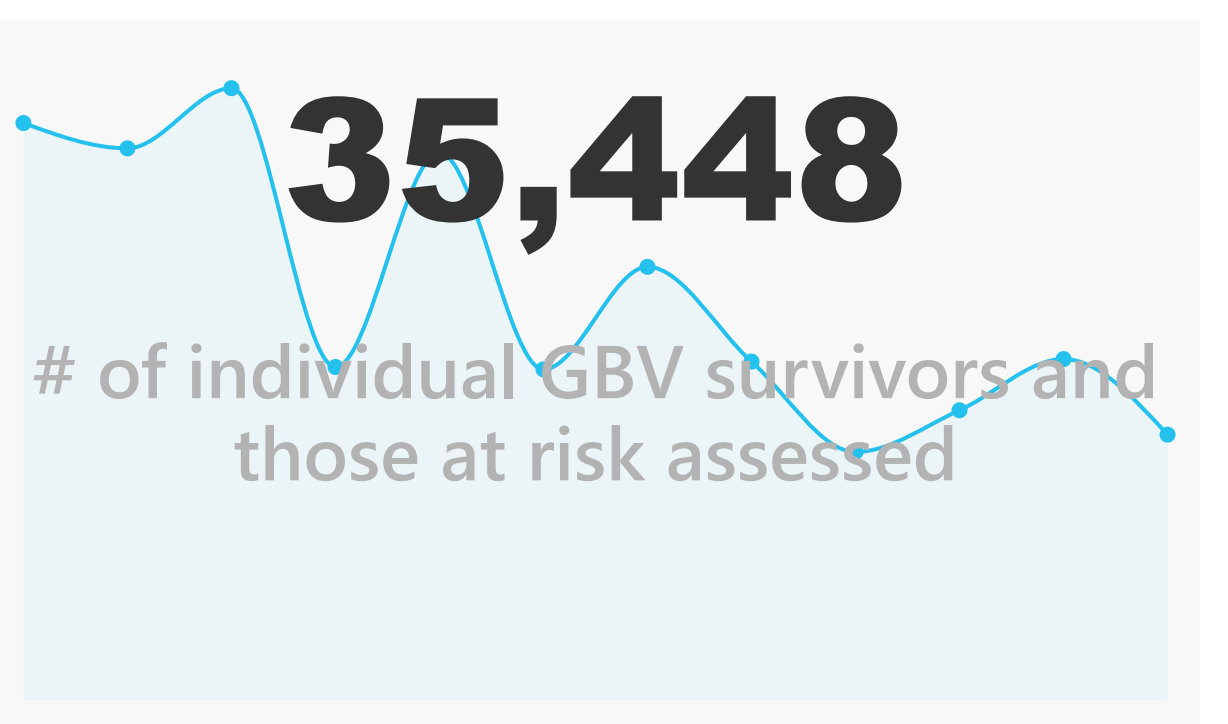 35,448
# of individual GBV survivors and
those at risk assessed